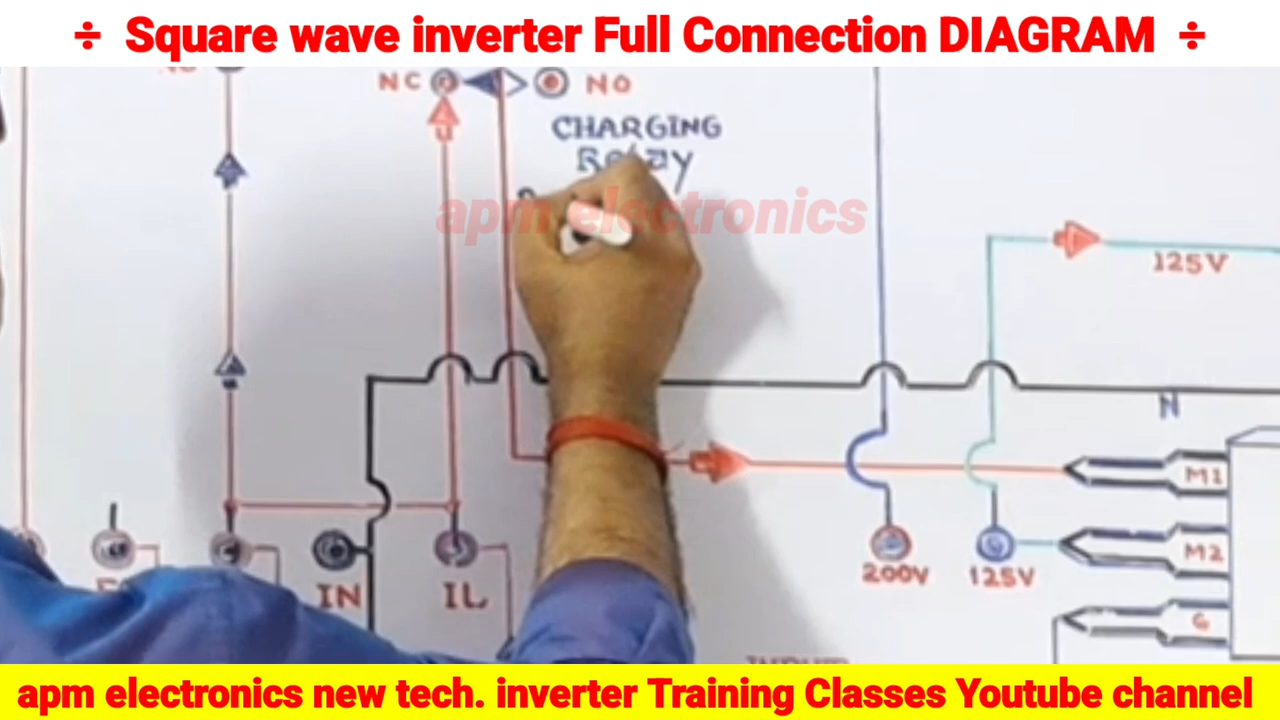 ÷ Square wave inverter Full Connection DIAGRAM ÷
NC NO
CHARGING
Relay
apm electronics
125V
N
M1
M2
200V 125V
IN IL
G
apm electronics new tech. inverter Training Classes Youtube channel